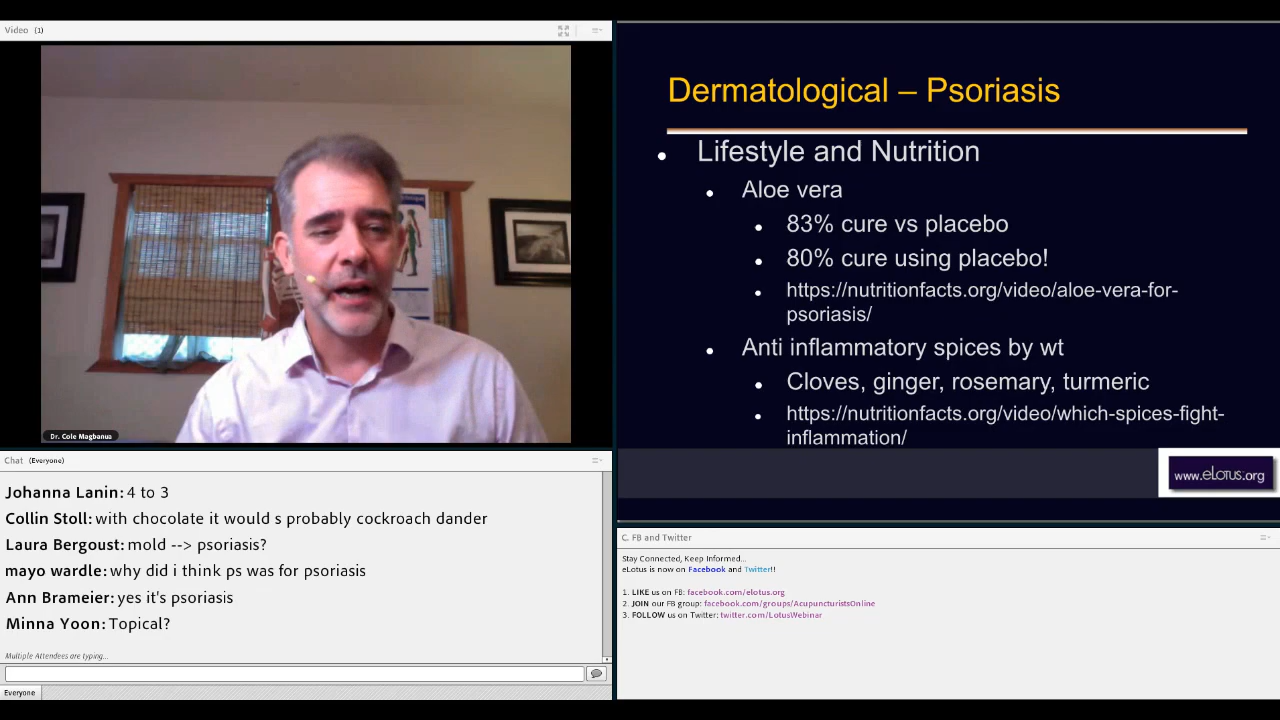 Video (1)
Dr. Cole Magbanua
Chat (Everyone)
Johanna Lanin: 4 to 3
Collin Stoll: with chocolate it would s probably cockroach dander
Laura Bergoust: mold --> psoriasis?
mayo wardle: why did i think ps was for psoriasis
Ann Brameier: yes it's psoriasis
Minna Yoon: Topical?
Multiple Attendees are typing...
Everyone
Dermatological – Psoriasis
• Lifestyle and Nutrition
• Aloe vera
• 83% cure vs placebo
• 80% cure using placebo!
• https://nutritionfacts.org/video/aloe-vera-for-
psoriasis/
• Anti inflammatory spices by wt
• Cloves, ginger, rosemary, turmeric
• https://nutritionfacts.org/video/which-spices-fight-
inflammation/
www.eLotus.org
C. FB and Twitter
Stay Connected, Keep Informed...
eLotus is now on Facebook and Twitter!!
1. LIKE us on FB: facebook.com/elotus.org
2. JOIN our FB group: facebook.com/groups/AcupuncturistsOnline
3. FOLLOW us on Twitter: twitter.com/LotusWebinar